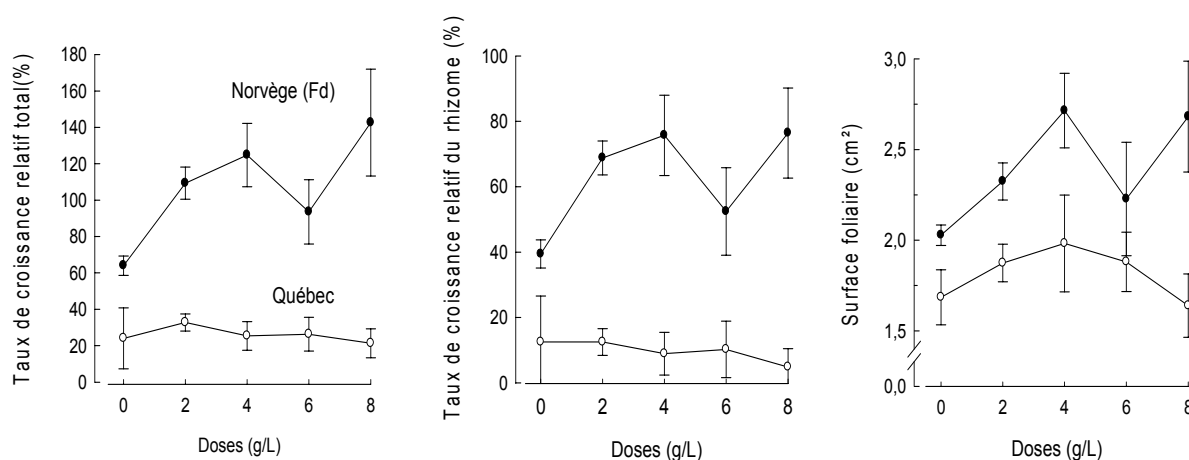 Taux de croissance relatif total(%)
180
160
140
120
100
80
60
40
20
0
Norvège (Fd)
Québec
0 2 4 6 8
Doses (g/L)
Taux de croissance relatif du rhizome (%)
100
80
60
40
20
0
0 2 4 6 8
Doses (g/L)
Surface foliaire (cm²)
3,0
2,5
2,0
1,5
0,0
0 2 4 6 8
Doses (g/L)